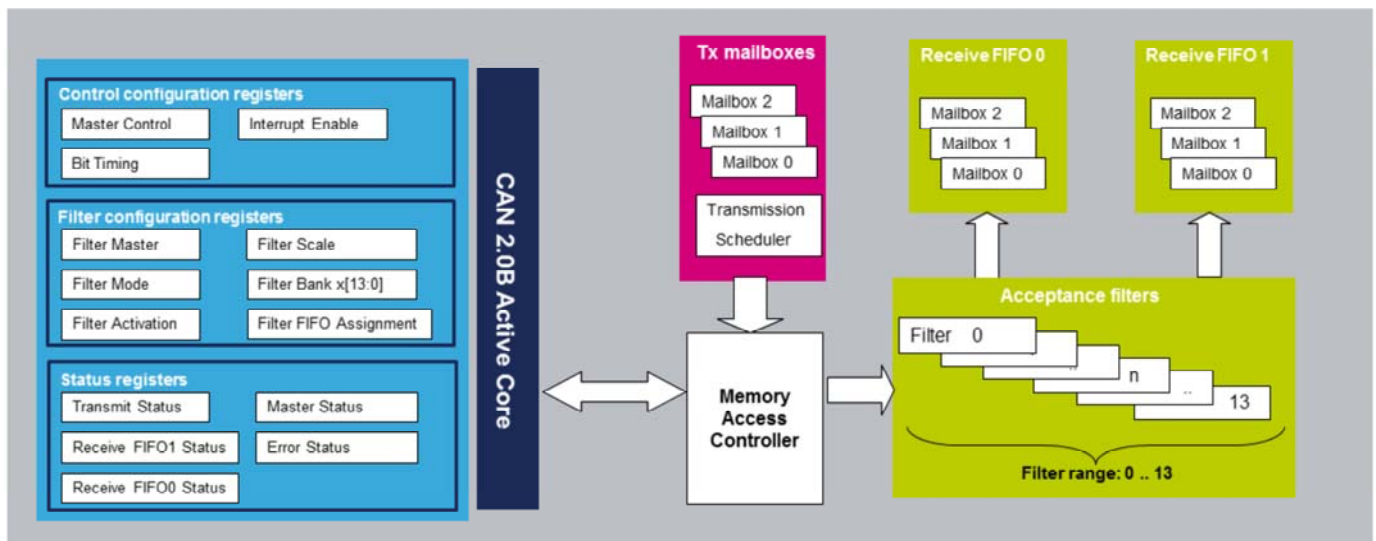 Control configuration registers
Master Control
Interrupt Enable
Bit Timing
Filter configuration registers
Filter Master
Filter Scale
Filter Mode
Filter Bank x[13:0]
Filter Activation
Filter FIFO Assignment
Status registers
Transmit Status
Master Status
Receive FIFO1 Status
Error Status
Receive FIFO0 Status
CAN 2.0B Active Core
Tx mailboxes
Mailbox 2
Mailbox 1
Mailbox 0
Transmission
Scheduler
Memory
Access
Controller
Receive FIFO 0
Mailbox 2
Mailbox 1
Mailbox 0
Receive FIFO 1
Mailbox 2
Mailbox 1
Mailbox 0
Acceptance filters
Filter 0
n
..
13
Filter range: 0 .. 13